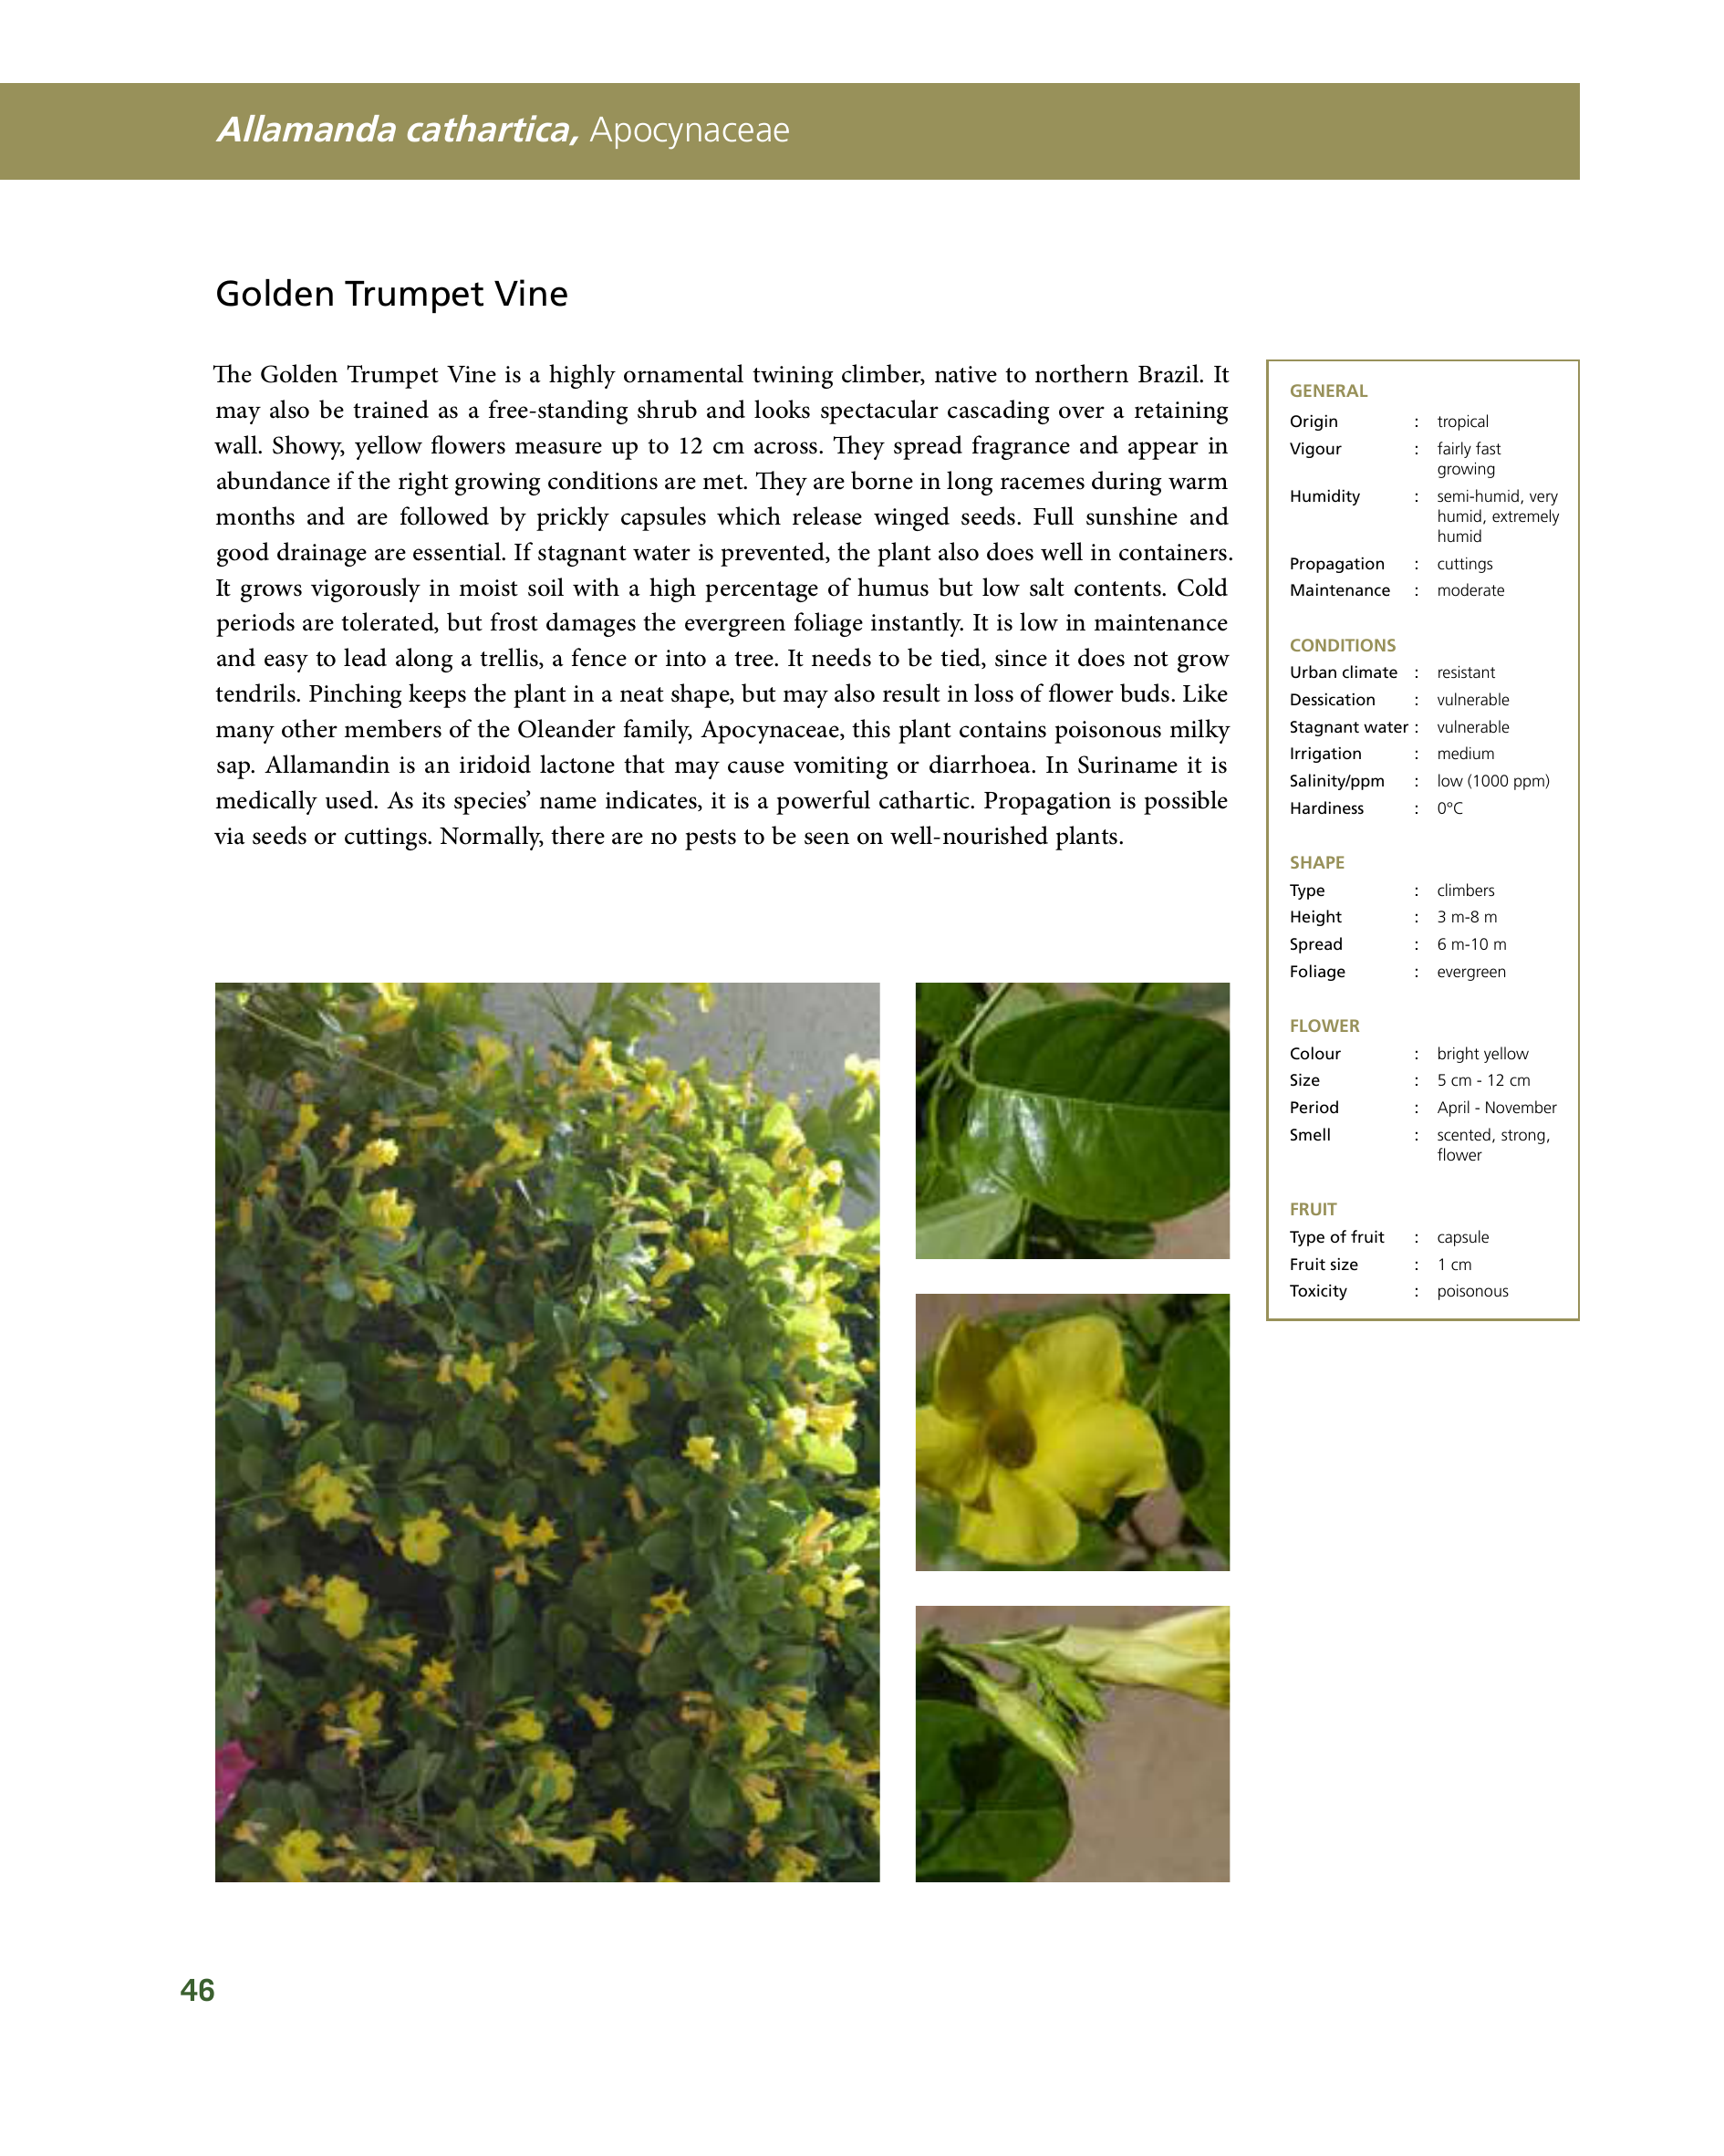 Allamanda cathartica, Apocynaceae
Golden Trumpet Vine
The Golden Trumpet Vine is a highly ornamental twining climber, native to northern Brazil. It
may also be trained as a free-standing shrub and looks spectacular cascading over a retaining
wall. Showy, yellow flowers measure up to 12 cm across. They spread fragrance and appear in
abundance if the right growing conditions are met. They are borne in long racemes during warm
months and are followed by prickly capsules which release winged seeds. Full sunshine and
good drainage are essential. If stagnant water is prevented, the plant also does well in containers.
It grows vigorously in moist soil with a high percentage of humus but low salt contents. Cold
periods are tolerated, but frost damages the evergreen foliage instantly. It is low in maintenance
and easy to lead along a trellis, a fence or into a tree. It needs to be tied, since it does not grow
tendrils. Pinching keeps the plant in a neat shape, but may also result in loss of flower buds. Like
many other members of the Oleander family, Apocynaceae, this plant contains poisonous milky
sap. Allamandin is an iridoid lactone that may cause vomiting or diarrhoea. In Suriname it is
medically used. As its species’ name indicates, it is a powerful cathartic. Propagation is possible
via seeds or cuttings. Normally, there are no pests to be seen on well-nourished plants.
GENERAL
Origin : tropical
Vigour : fairly fast
growing
Humidity : semi-humid, very
humid, extremely
humid
Propagation : cuttings
Maintenance : moderate
CONDITIONS
Urban climate : resistant
Dessication : vulnerable
Stagnant water : vulnerable
Irrigation : medium
Salinity/ppm : low (1000 ppm)
Hardiness : 0°C
SHAPE
Type : climbers
Height : 3 m-8 m
Spread : 6 m-10 m
Foliage : evergreen
FLOWER
Colour : bright yellow
Size : 5 cm - 12 cm
Period : April - November
Smell : scented, strong,
flower
FRUIT
Type of fruit : capsule
Fruit size : 1 cm
Toxicity : poisonous
46